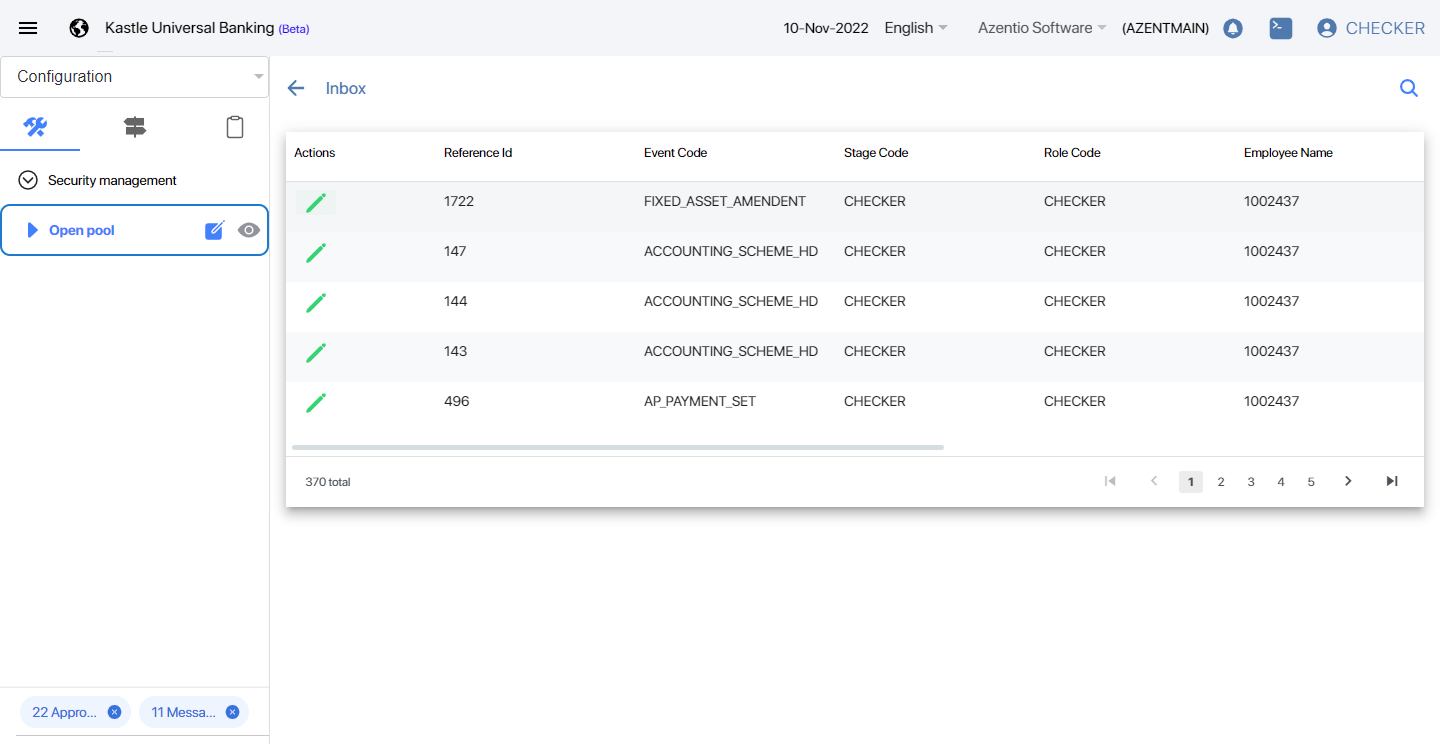 Kastle Universal Banking (Beta) 10-Nov-2022 English Azentio Software (AZENTMAIN) CHECKER
Configuration
Inbox
Security management
Open pool
Actions Reference Id Event Code Stage Code Role Code Employee Name
1722 FIXED_ASSET_AMENDENT CHECKER CHECKER 1002437
147 ACCOUNTING_SCHEME_HD CHECKER CHECKER 1002437
144 ACCOUNTING_SCHEME_HD CHECKER CHECKER 1002437
143 ACCOUNTING_SCHEME_HD CHECKER CHECKER 1002437
496 AP_PAYMENT_SET CHECKER CHECKER 1002437
370 total 1 2 3 4 5
22 Appro... 11 Messa...